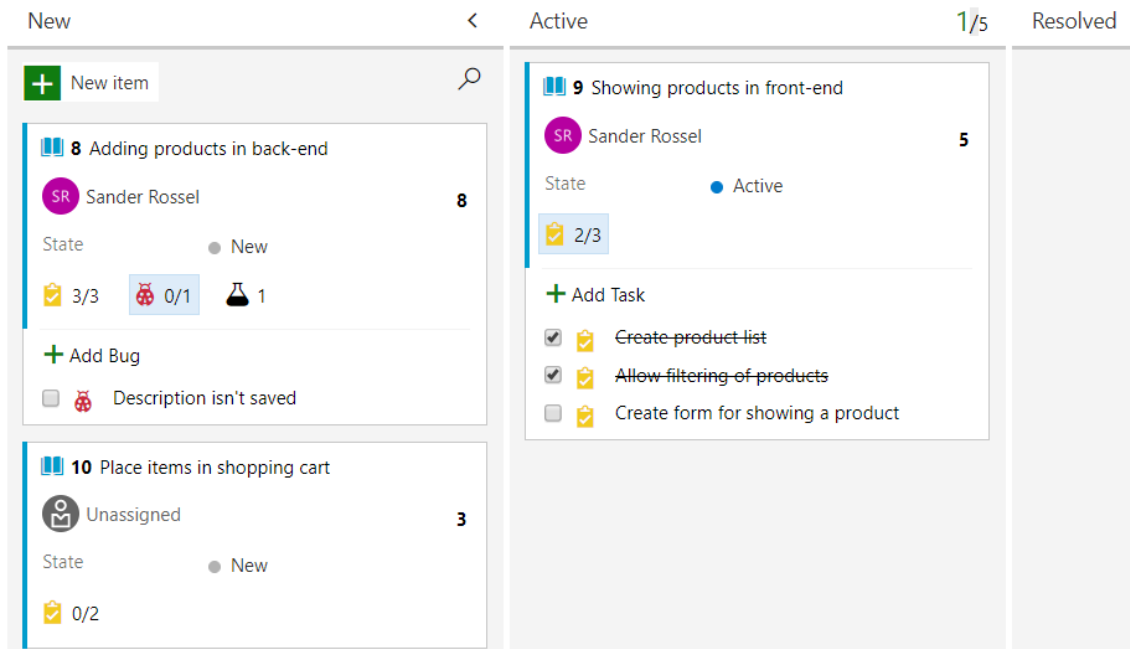 New
New item
8 Adding products in back-end
SR Sander Rossel 8
State New
3/3 0/1 1
Add Bug
Description isn't saved
10 Place items in shopping cart
Unassigned 3
State New
0/2
Active 1/5
9 Showing products in front-end
SR Sander Rossel 5
State Active
2/3
Add Task
Create product list
Allow filtering of products
Create form for showing a product
Resolved